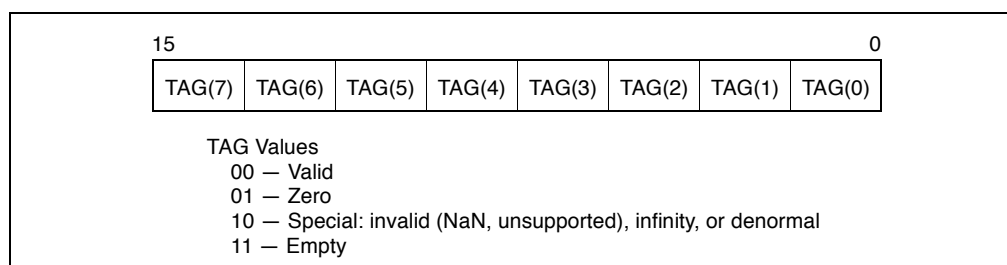 15 0
TAG(7) TAG(6) TAG(5) TAG(4) TAG(3) TAG(2) TAG(1) TAG(0)
TAG Values
00 — Valid
01 — Zero
10 — Special: invalid (NaN, unsupported), infinity, or denormal
11 — Empty